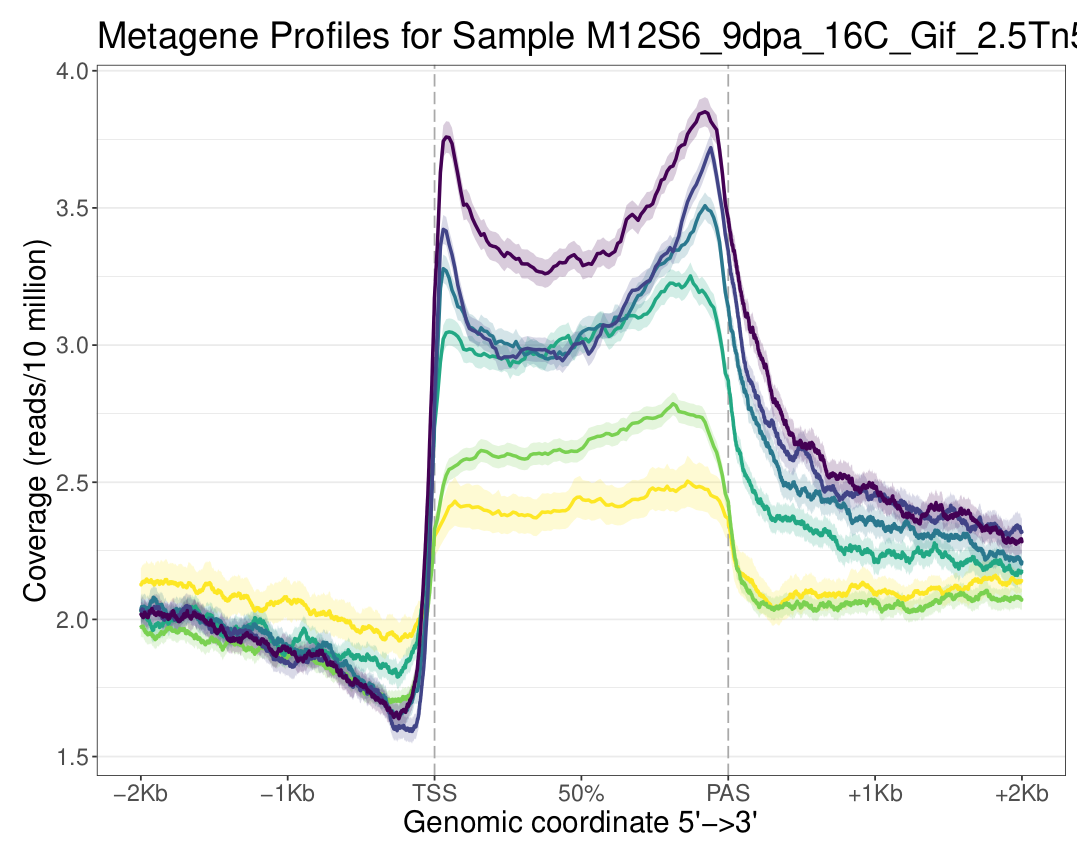 Metagene Profiles for Sample M12S6_9dpa_16C_Gif_2.5Tn5
4.0
3.5
3.0
2.5
2.0
1.5
Coverage (reads/10 million)
−2Kb
−1Kb
TSS
50%
PAS
+1Kb
+2Kb
Genomic coordinate 5'−>3'